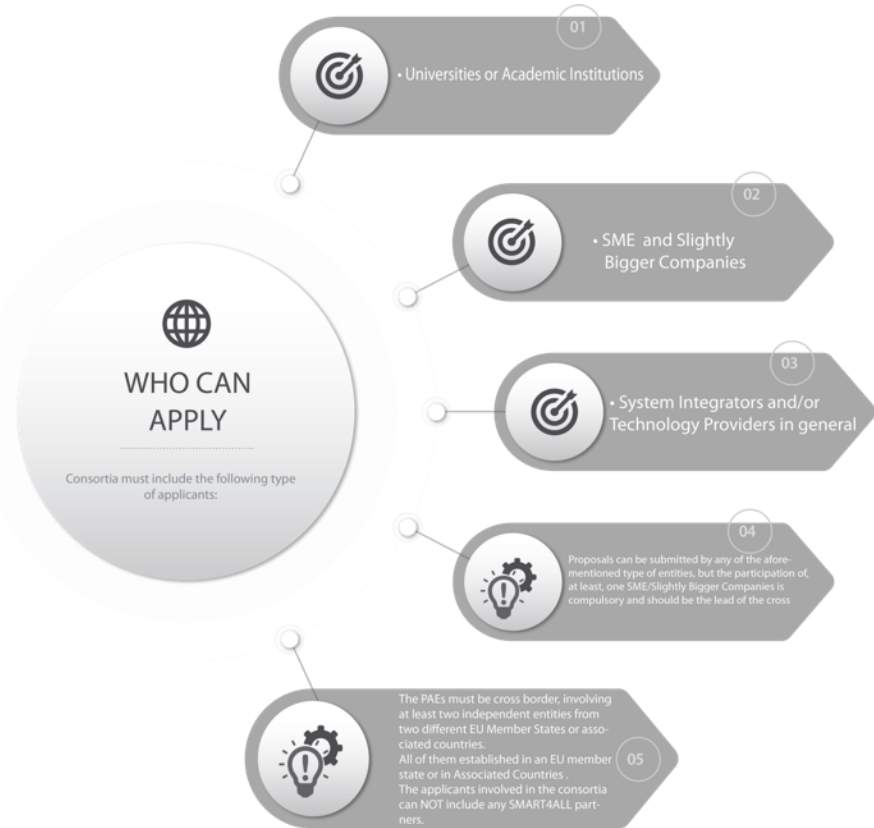 01
• Universities or Academic Institutions
02
• SME and Slightly
Bigger Companies
WHO CAN
APPLY
Consortia must include the following type
of applicants:
03
• System Integrators and/or
Technology Providers in general
04
Proposals can be submitted by any of the afore-
mentioned type of entities, but the participation of,
at least, one SME/Slightly Bigger Companies is
compulsory and should be the lead of the cross
The PAEs must be cross border, involving
at least two independent entities from
two different EU Member States or asso-
ciated countries.
All of them established in an EU member
state or in Associated Countries .
The applicants involved in the consortia
can NOT include any SMART4ALL part-
ners.
05